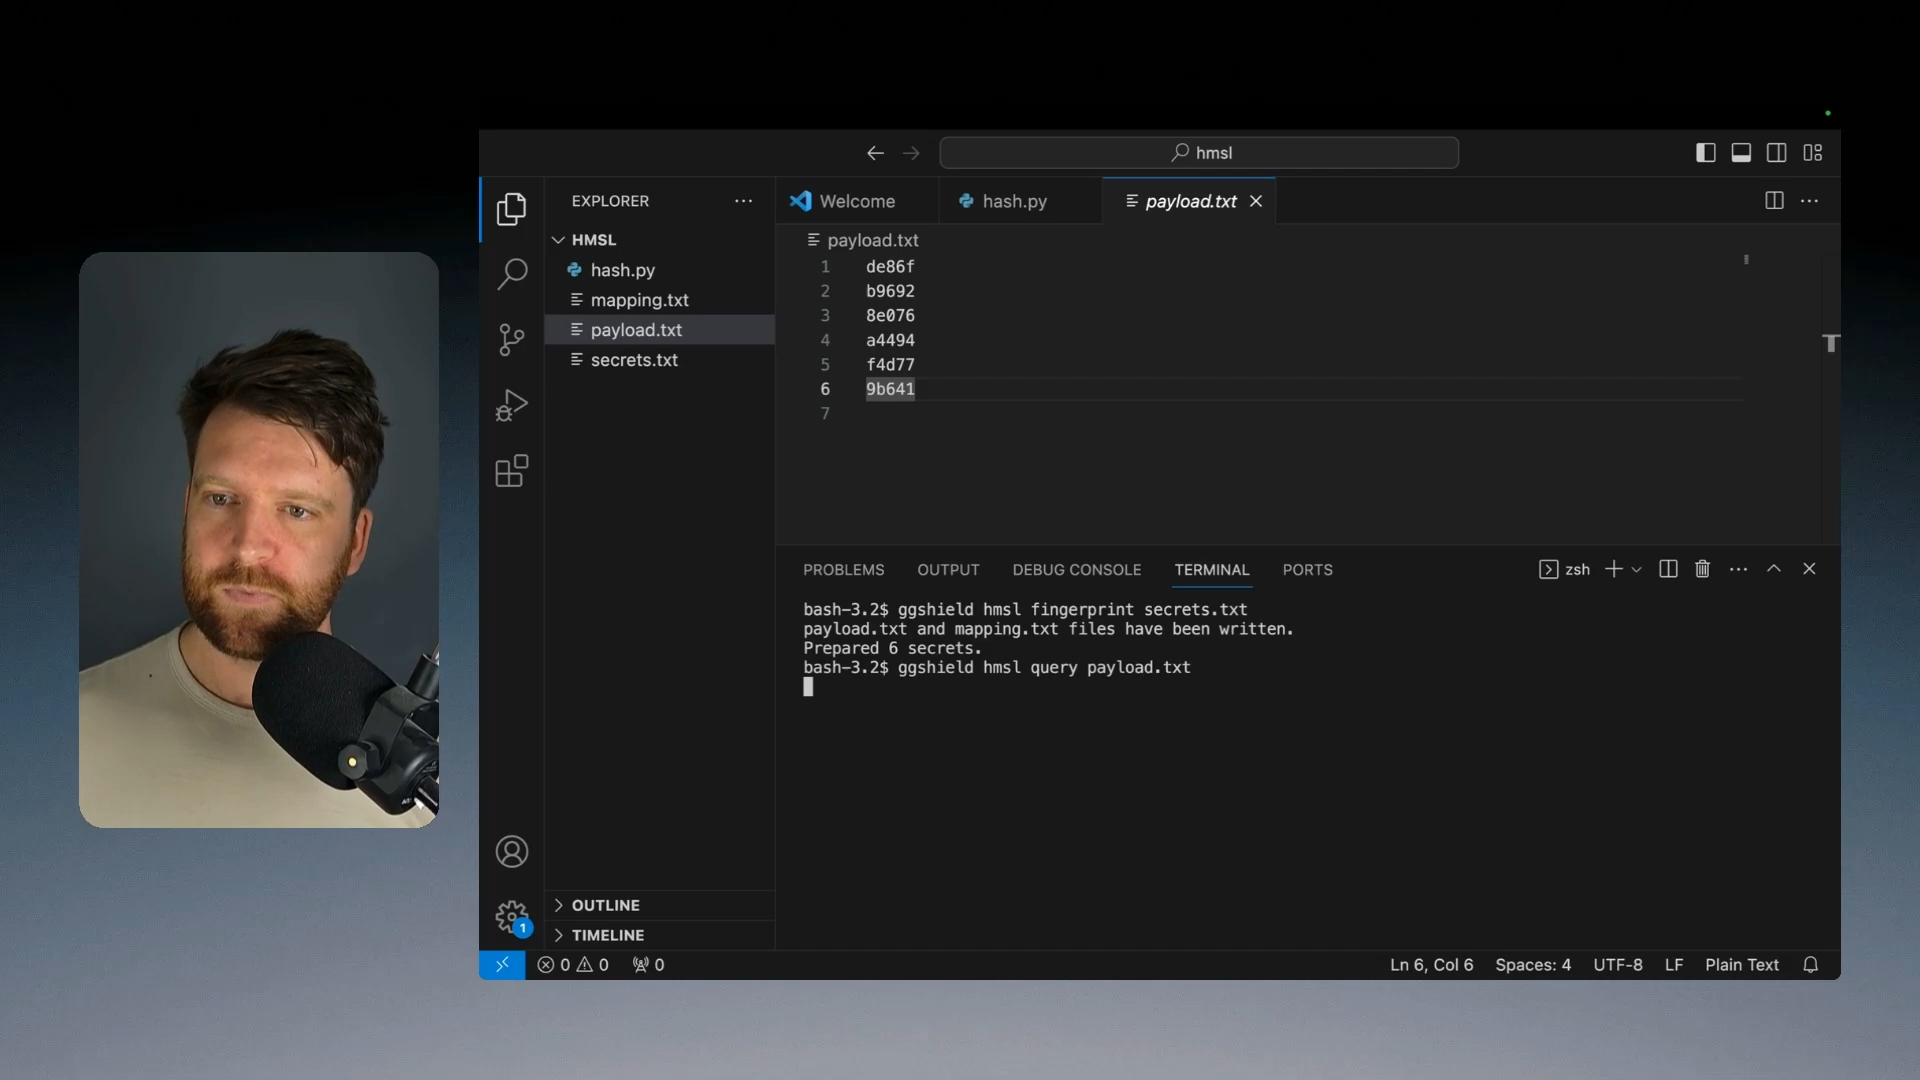 hmsl
EXPLORER
HMSL
hash.py
mapping.txt
payload.txt
secrets.txt
OUTLINE
TIMELINE
Welcome
hash.py
payload.txt
payload.txt
1 de86f
2 b9692
3 8e076
4 a4494
5 f4d77
6 9b641
7
PROBLEMS OUTPUT DEBUG CONSOLE TERMINAL PORTS
zsh
bash-3.2$ ggshield hmsl fingerprint secrets.txt
payload.txt and mapping.txt files have been written.
Prepared 6 secrets.
bash-3.2$ ggshield hmsl query payload.txt
1
0 0 0
Ln 6, Col 6 Spaces: 4 UTF-8 LF Plain Text